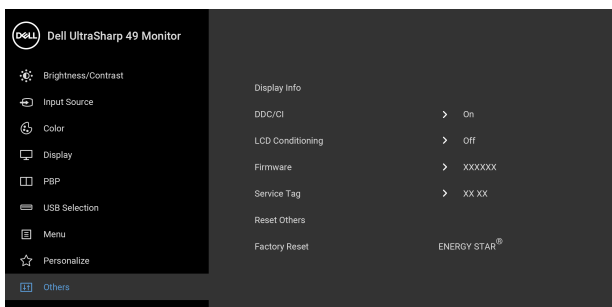 DELL Dell UltraSharp 49 Monitor
Brightness/Contrast
Input Source
Color
Display
PBP
USB Selection
Menu
Personalize
Others
Display Info
DDC/CI > On
LCD Conditioning > Off
Firmware > XXXXXX
Service Tag > XX XX
Reset Others
Factory Reset ENERGY STAR®